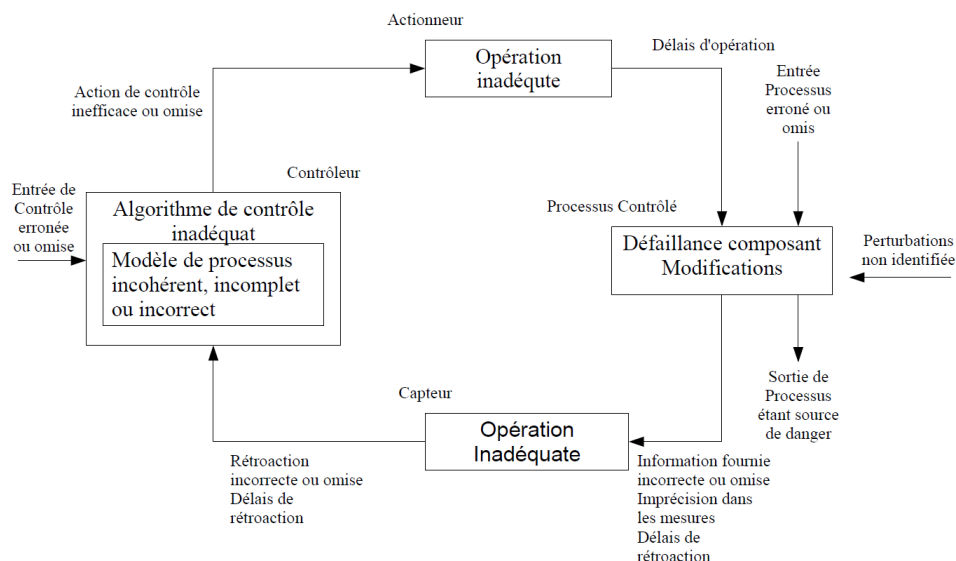 Actionneur
Opération
inadéqute
Délais d'opération
Entrée
Processus
erroné ou
omis
Action de contrôle
inefficace ou omise
Contrôleur
Entrée de
Contrôle
erronée
ou omise
Algorithme de contrôle
inadéquat
Modèle de processus
incohérent, incomplet
ou incorrect
Processus Contrôlé
Défaillance composant
Modifications
Perturbations
non identifiée
Sortie de
Processus
étant source
de danger
Capteur
Opération
Inadéquate
Rétroaction
incorrecte ou omise
Délais de
rétroaction
Information fournie
incorrecte ou omise
Imprécision dans
les mesures
Délais de
rétroaction